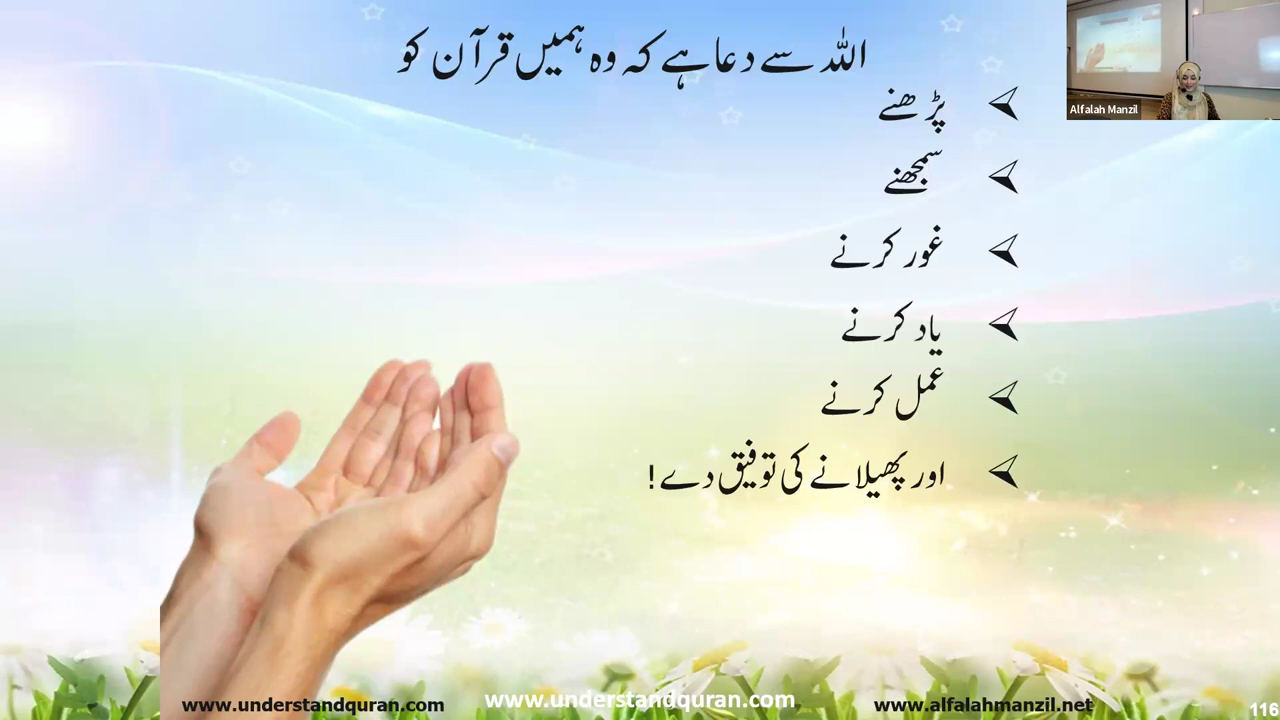 اللہ سے دعا ہے کہ وہ ہمیں قرآن کو
پڑھنے
سمجھنے
غور کرنے
یاد کرنے
عمل کرنے
اور پھیلانے کی توفیق دے!
Alfalah Manzil
www.understandquran.com
www.understandquran.com
www.alfalahmanzil.net
116